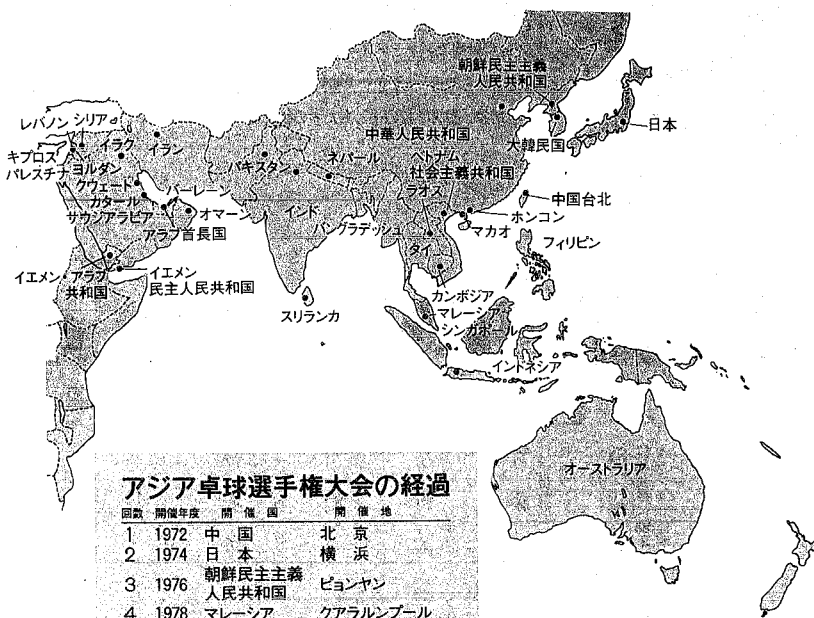 朝鮮民主主義
人民共和国
日本
大韓民国
中華人民共和国
レバノン
シリア
イラク
イラン
キプロス
パレスチナ
ヨルダン
クウェード
カタール
バーレーン
サウジアラビア
オマーン
アラブ首長国
パキスタン
ネパール
インド
バングラデッシュ
ベトナム
社会主義共和国
ラオス
タイ
中国台北
ホンコン
マカオ
フィリピン
イエメン
アラブ
共和国
イエメン
民主人民共和国
スリランカ
カンボジア
マレーシア
シンガポール
インドネシア
オーストラリア
アジア卓球選手権大会の経過
回数 開催年度 開催国 開催地
1 1972 中国 北京
2 1974 日本 横浜
3 1976 朝鮮民主主義
人民共和国 ピョンヤン
4 1978 マレーシア クアラルンプール